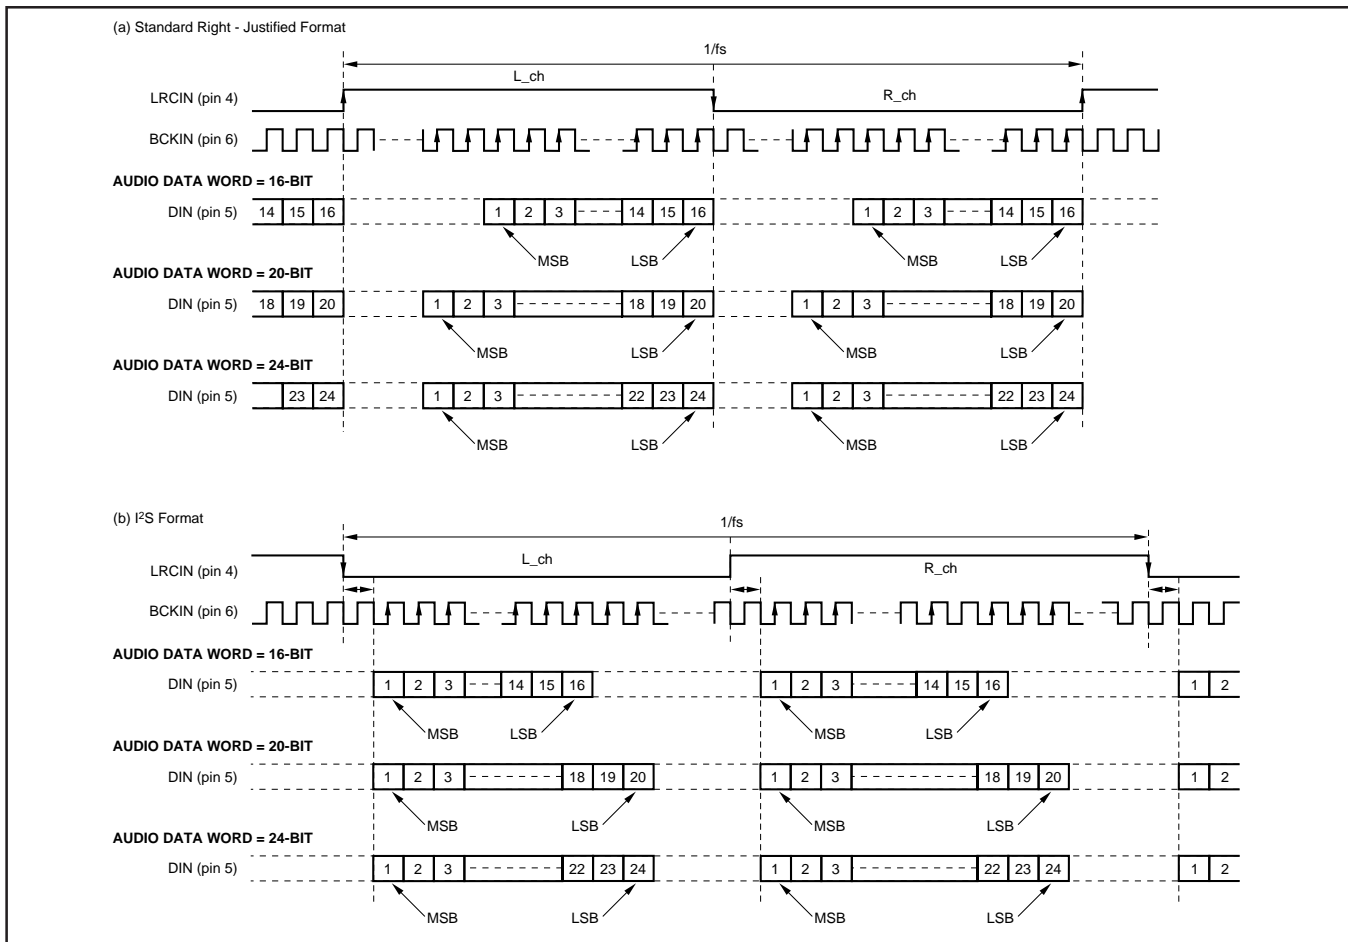 (a) Standard Right - Justified Format
1/fs
L_ch
LRCIN (pin 4)
R_ch
BCKIN (pin 6)
AUDIO DATA WORD = 16-BIT
DIN (pin 5) 14 15 16 1 2 3 14 15 16 1 2 3 14 15 16
MSB LSB MSB LSB
AUDIO DATA WORD = 20-BIT
DIN (pin 5) 18 19 20 1 2 3 18 19 20 1 2 3 18 19 20
MSB LSB MSB LSB
AUDIO DATA WORD = 24-BIT
DIN (pin 5) 23 24 1 2 3 22 23 24 1 2 3 22 23 24
MSB LSB MSB LSB
(b) I²S Format
1/fs
L_ch
LRCIN (pin 4)
R_ch
BCKIN (pin 6)
AUDIO DATA WORD = 16-BIT
DIN (pin 5) 1 2 3 14 15 16 1 2 3 14 15 16 1 2
MSB LSB MSB LSB
AUDIO DATA WORD = 20-BIT
DIN (pin 5) 1 2 3 18 19 20 1 2 3 18 19 20 1 2
MSB LSB MSB LSB
AUDIO DATA WORD = 24-BIT
DIN (pin 5) 1 2 3 22 23 24 1 2 3 22 23 24 1 2
MSB LSB MSB LSB